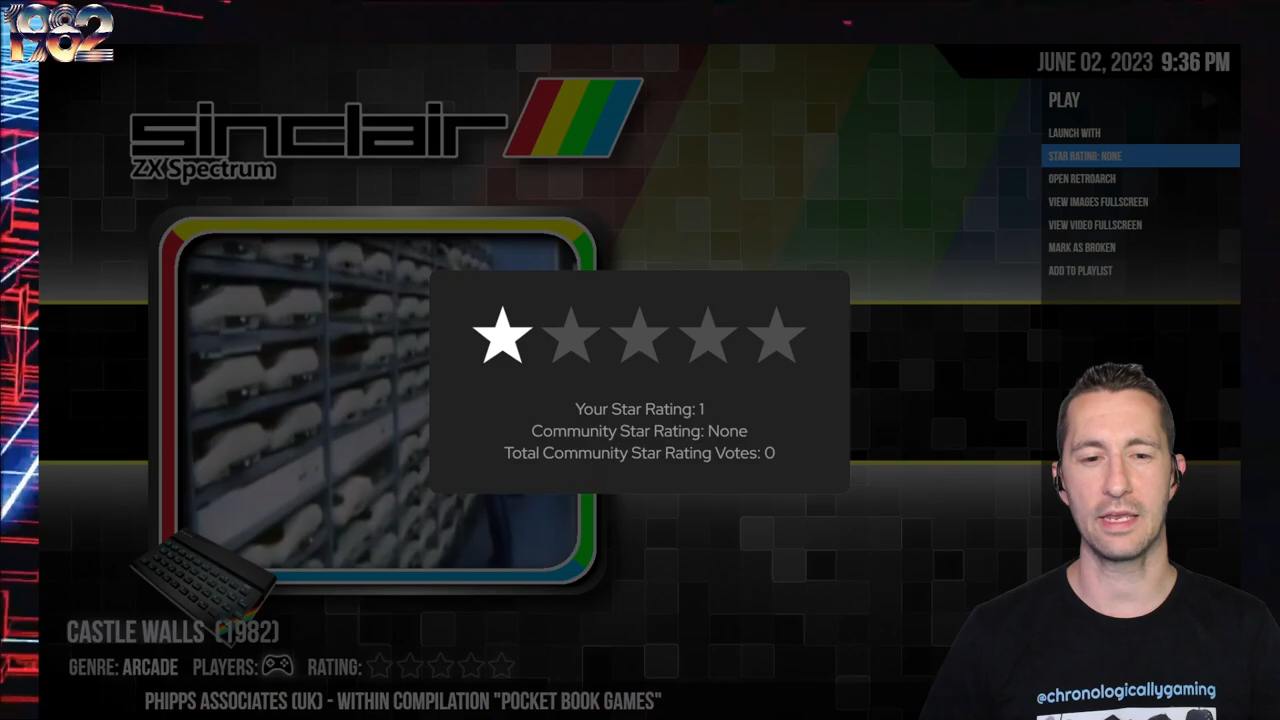 1982
1982
JUNE 02, 2023 9:36 PM
sinclair
ZX Spectrum
PLAY
LAUNCH WITH
STAR RATING: NONE
OPEN RETROARCH
VIEW IMAGES FULLSCREEN
VIEW VIDEO FULLSCREEN
MARK AS BROKEN
ADD TO PLAYLIST
Your Star Rating: 1
Community Star Rating: None
Total Community Star Rating Votes: 0
CASTLE WALLS (1982)
GENRE: ARCADE PLAYERS: RATING:
PHIPPS ASSOCIATES (UK) - WITHIN COMPILATION "POCKET BOOK GAMES"
@chronologicallygaming